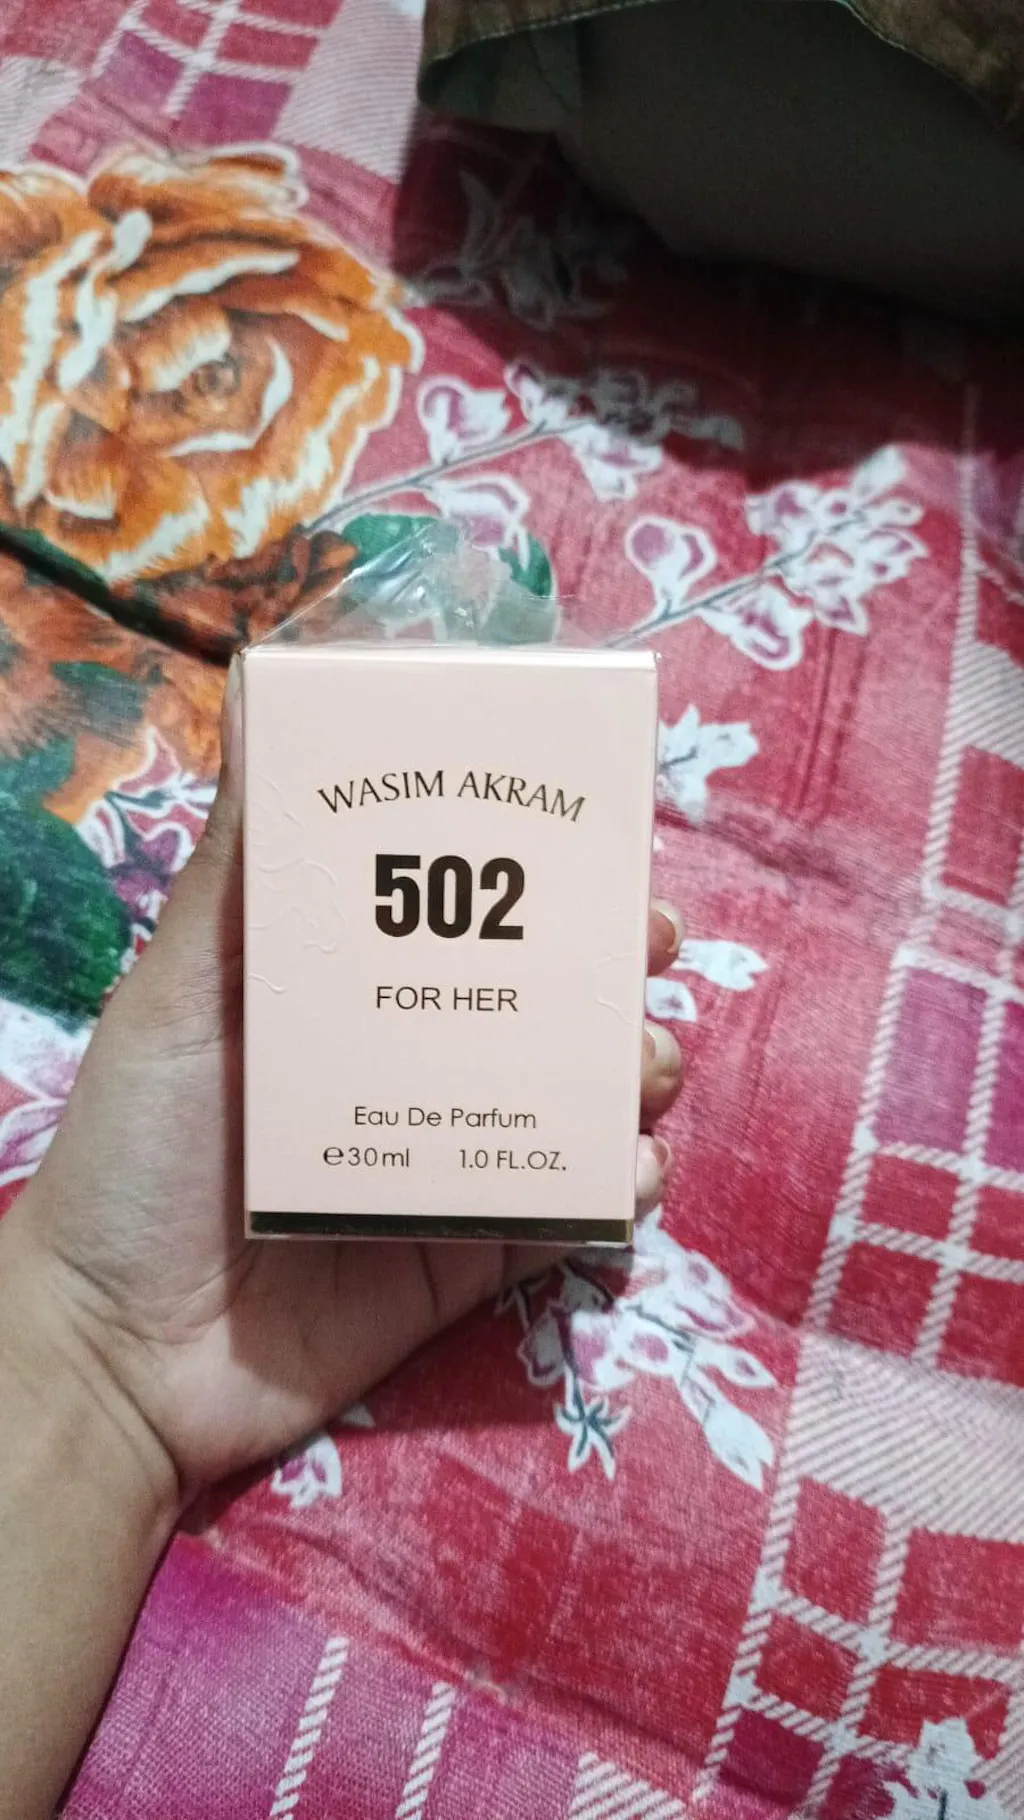 WASIM AKRAM
502
FOR HER
Eau De Parfum
℮30ml 1.0 FL.OZ.